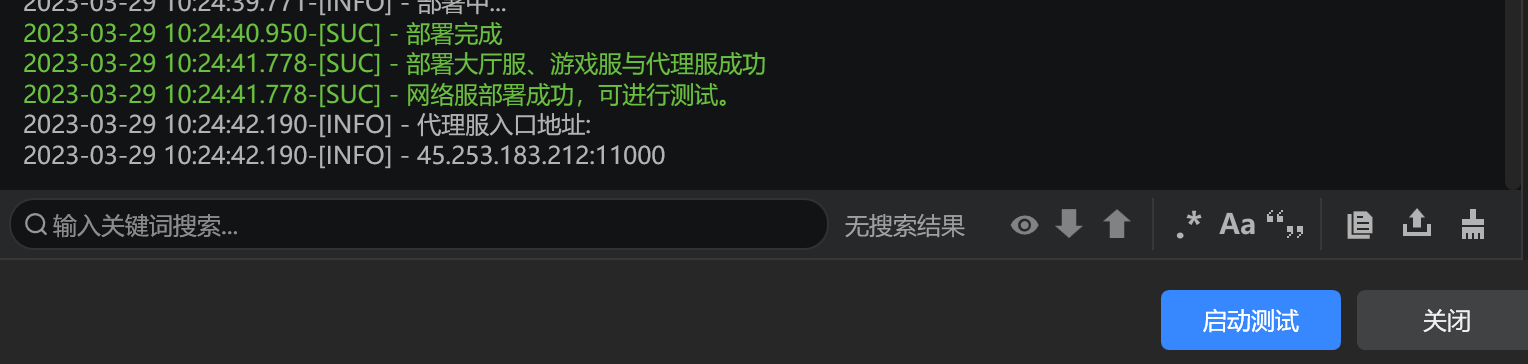 2023-03-29 10:24:39.771-[INFO] - 部署中...
2023-03-29 10:24:40.950-[SUC] - 部署完成
2023-03-29 10:24:41.778-[SUC] - 部署大厅服、游戏服与代理服成功
2023-03-29 10:24:41.778-[SUC] - 网络服部署成功，可进行测试。
2023-03-29 10:24:42.190-[INFO] - 代理服入口地址:
2023-03-29 10:24:42.190-[INFO] - 45.253.183.212:11000
输入关键词搜索... 无搜索结果 .* Aa “„
启动测试 关闭